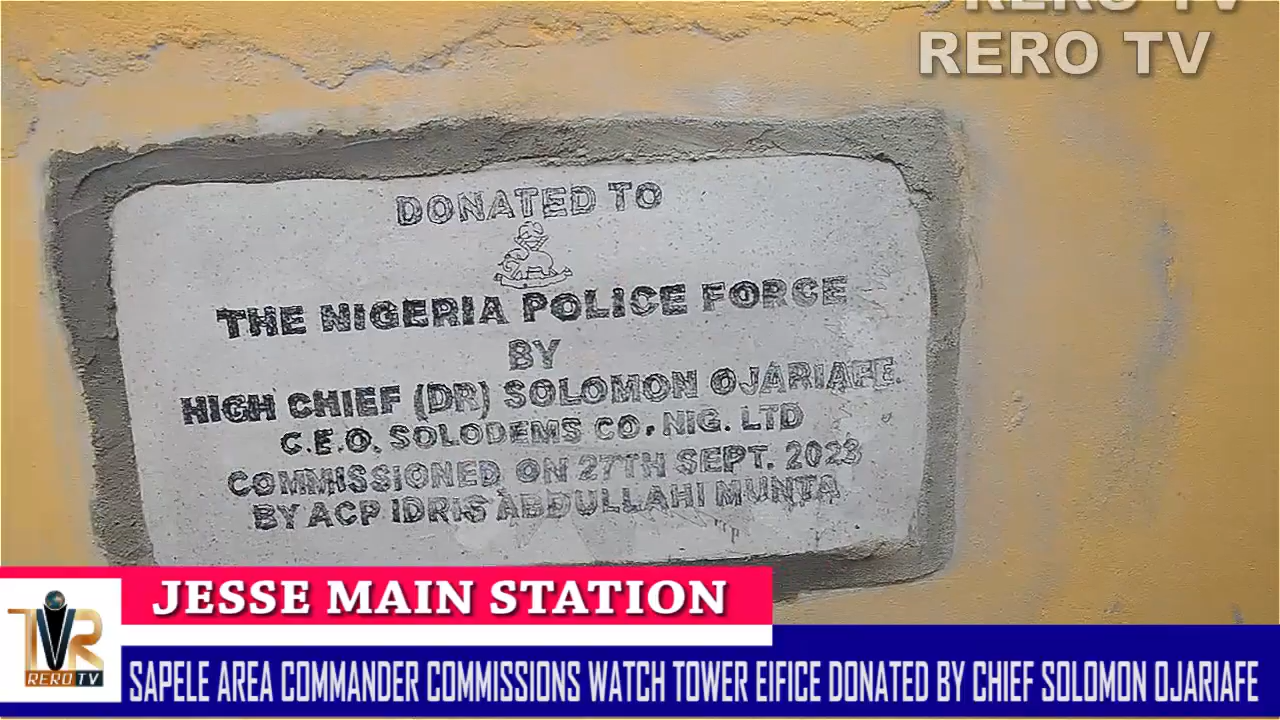 RERO TV
RERO TV
DONATED TO
THE NIGERIA POLICE FORCE
BY
HIGH CHIEF (DR) SOLOMON OJARIAFE.
C.E.O. SOLODEMS CO. NIG. LTD
COMMISSIONED ON 27TH SEPT. 2023
BY ACP IDRIS ABDULLAHI MUNTA
JESSE MAIN STATION
TVR
RERO TV
SAPELE AREA COMMANDER COMMISSIONS WATCH TOWER EIFICE DONATED BY CHIEF SOLOMON OJARIAFE